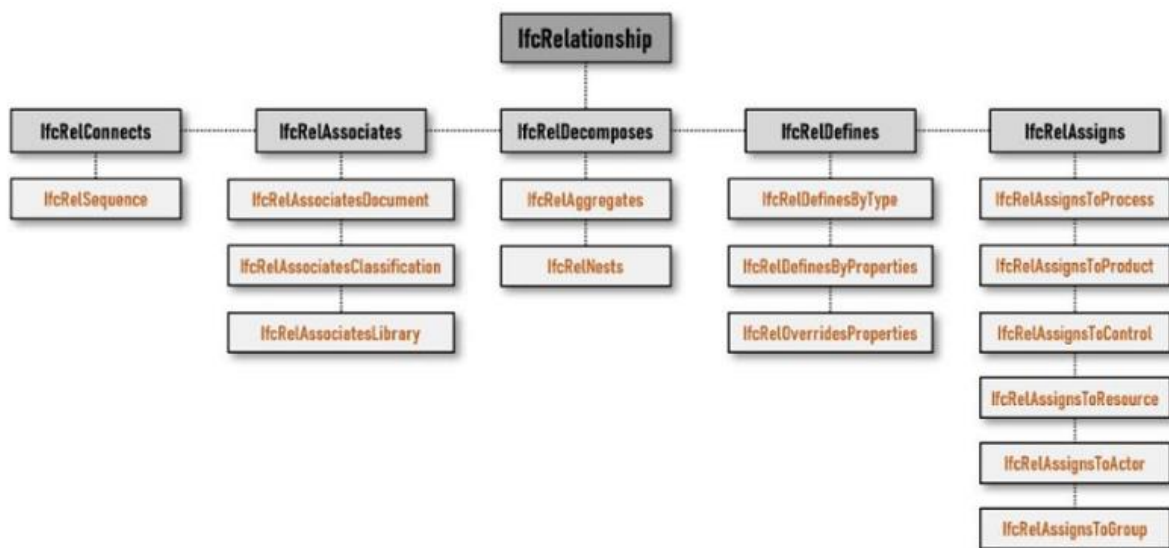 IfcRelationship
IfcRelConnects
IfcRelAssociates
IfcRelDecomposes
IfcRelDefines
IfcRelAssigns
IfcRelSequence
IfcRelAssociatesDocument
IfcRelAggregates
IfcRelDefinesByType
IfcRelAssignsToProcess
IfcRelAssociatesClassification
IfcRelNests
IfcRelDefinesByProperties
IfcRelAssignsToProduct
IfcRelAssociatesLibrary
IfcRelOverridesProperties
IfcRelAssignsToControl
IfcRelAssignsToResource
IfcRelAssignsToActor
IfcRelAssignsToGroup